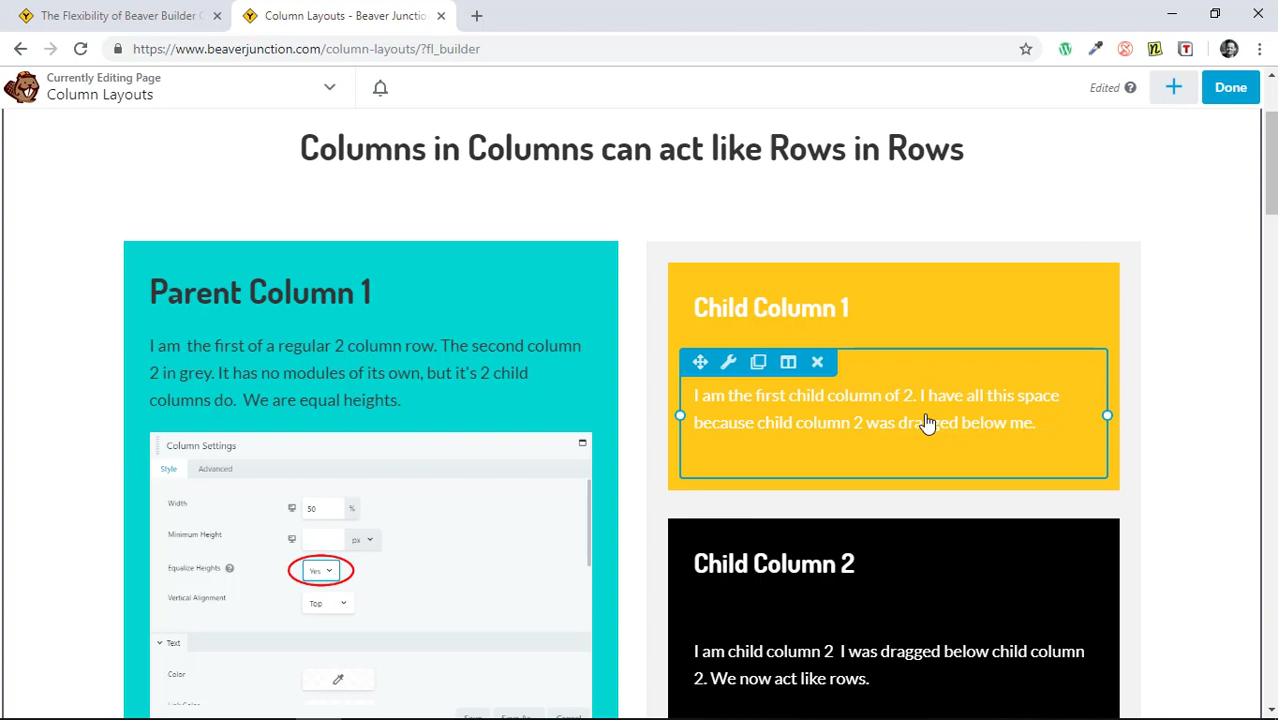 The Flexibility of Beaver Builder C
Column Layouts - Beaver Junction
https://www.beaverjunction.com/column-layouts/?fl_builder
Currently Editing Page
Column Layouts
Edited
Done
Columns in Columns can act like Rows in Rows
Parent Column 1
I am the first of a regular 2 column row. The second column
2 in grey. It has no modules of its own, but it's 2 child
columns do. We are equal heights.
Column Settings
Style
Advanced
Width
50
%
Minimum Height
px
Equalize Heights
Yes
Vertical Alignment
Top
Text
Color
Child Column 1
I am the first child column of 2. I have all this space
because child column 2 was dragged below me.
Child Column 2
I am child column 2 I was dragged below child column
2. We now act like rows.